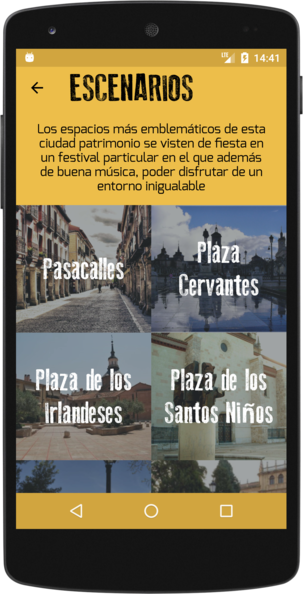 LTE 14:41
ESCENARIOS
Los espacios más emblemáticos de esta
ciudad patrimonio se visten de fiesta en
un festival particular en el que además
de buena música, poder disfrutar de un
entorno inigualable
Pasacalles
Plaza
Cervantes
Plaza de los
Irlandeses
Plaza de los
Santos Niños